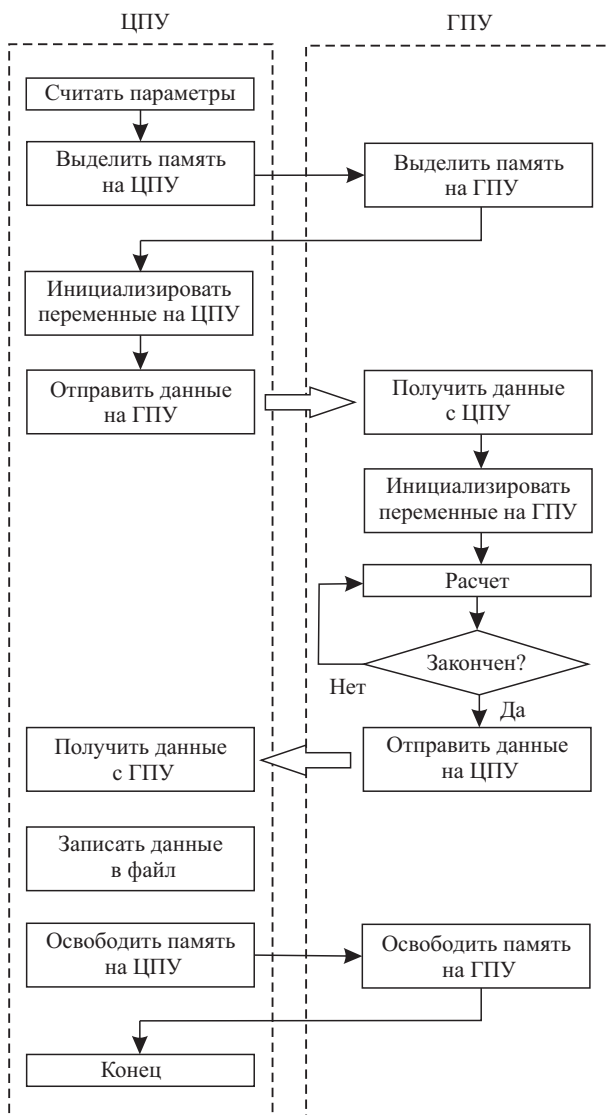 ЦПУ
ГПУ
Считать параметры
Выделить память
на ЦПУ
Выделить память
на ГПУ
Инициализировать
переменные на ЦПУ
Отправить данные
на ГПУ
Получить данные
с ЦПУ
Инициализировать
переменные на ГПУ
Расчет
Закончен?
Нет
Да
Отправить данные
на ЦПУ
Получить данные
с ГПУ
Записать данные
в файл
Освободить память
на ЦПУ
Освободить память
на ГПУ
Конец